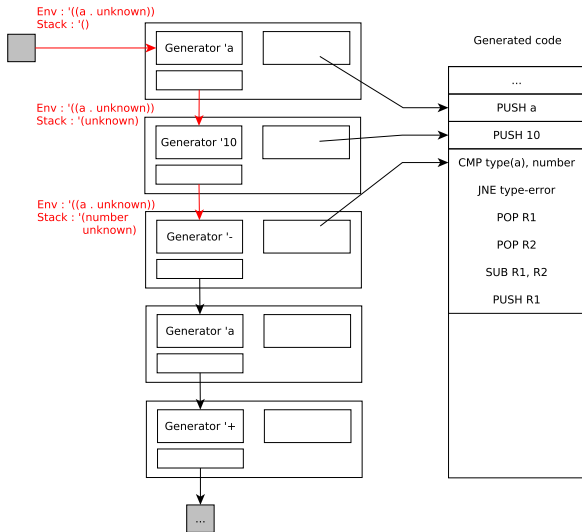 Env : '((a . unknown))
Stack : '()
Generator 'a
Generated code
...
Env : '((a . unknown))
Stack : '(unknown)
PUSH a
Generator '10
PUSH 10
CMP type(a), number
JNE type-error
Env : '((a . unknown))
Stack : '(number
unknown)
Generator '-
POP R1
POP R2
SUB R1, R2
PUSH R1
Generator 'a
Generator '+
...